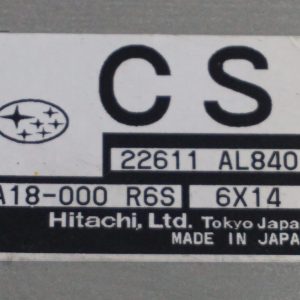 CS
22611 AL840
A18-000 R6S 6X14
Hitachi, Ltd. Tokyo Japa
MADE IN JAPA